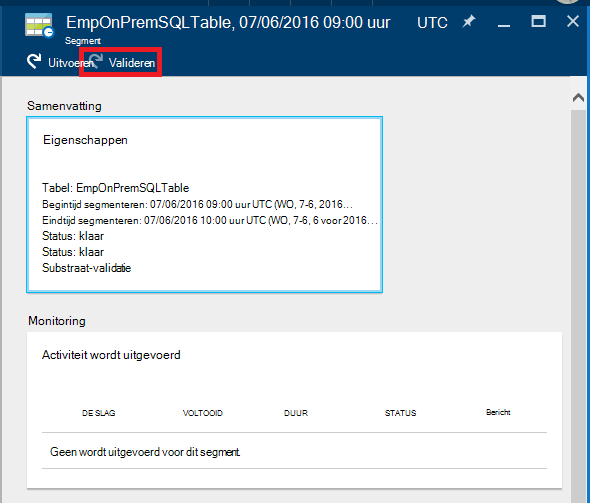 EmpOnPremSQLTable, 07/06/2016 09:00 uur UTC
Segment
Uitvoeren Valideren
Samenvatting
Eigenschappen
Tabel: EmpOnPremSQLTable
Begintijd segmenteren: 07/06/2016 09:00 uur UTC (WO, 7-6, 2016...
Eindtijd segmenteren: 07/06/2016 10:00 uur UTC (WO, 7-6, 6 voor 2016...
Status: klaar
Status: klaar
Substraat-validatie
Monitoring
Activiteit wordt uitgevoerd
DE SLAG VOLTOOID DUUR STATUS Bericht
Geen wordt uitgevoerd voor dit segment.